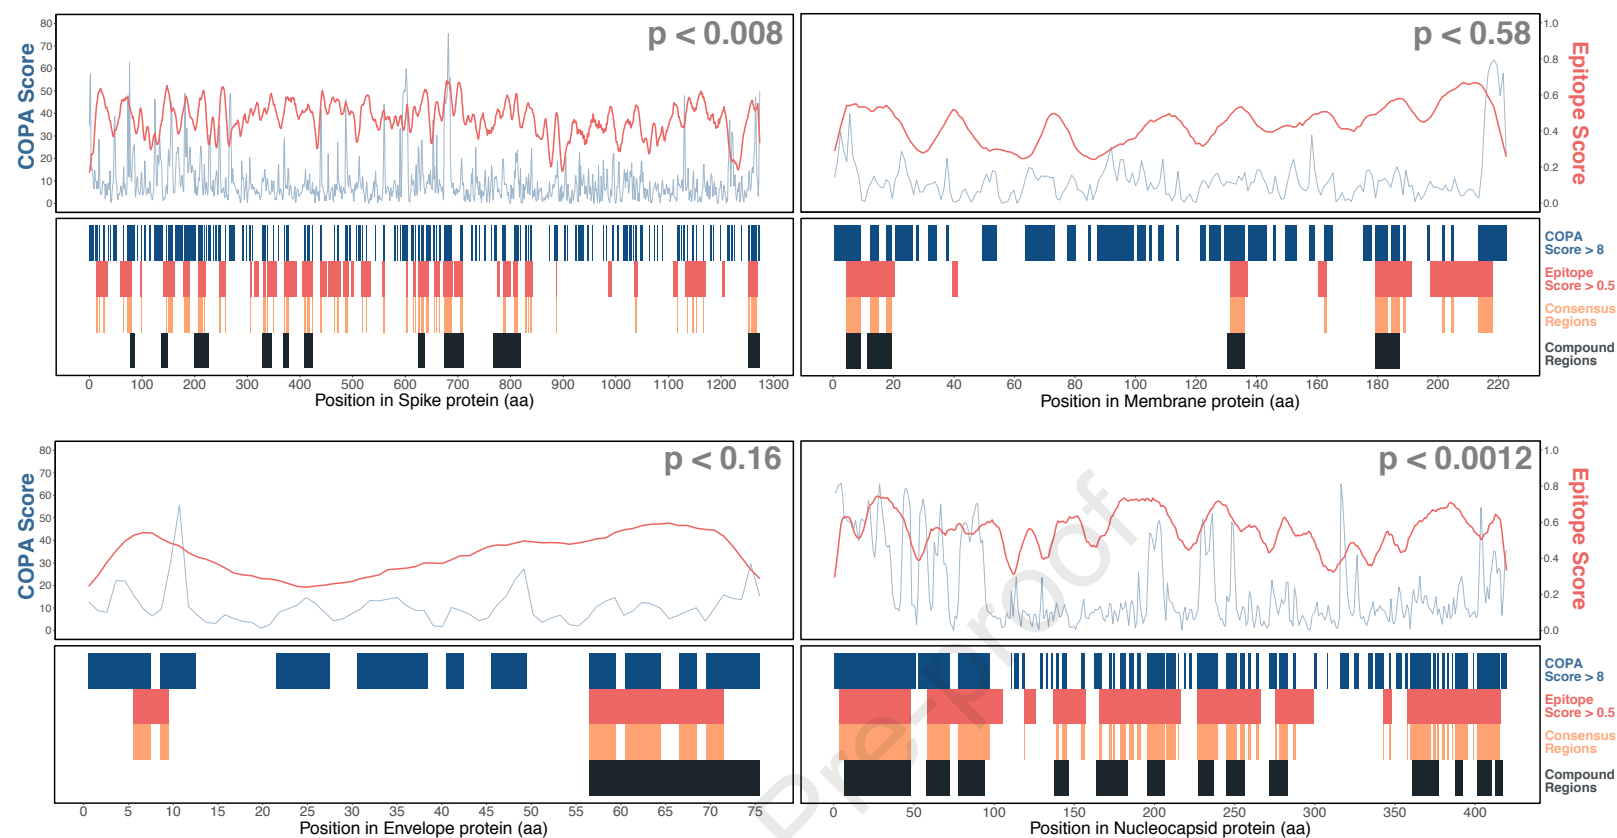 COPA Score
80
70
60
50
40
30
20
10
0
p < 0.008
p < 0.58
1.0
0.8
0.6
0.4
0.2
0.0
Epitope Score
COPA
Score > 8
Epitope
Score > 0.5
Consensus
Regions
Compound
Regions
0 100 200 300 400 500 600 700 800 900 1000 1100 1200 1300
Position in Spike protein (aa)
0 20 40 60 80 100 120 140 160 180 200 220
Position in Membrane protein (aa)
COPA Score
80
70
60
50
40
30
20
10
0
p < 0.16
p < 0.0012
1.0
0.8
0.6
0.4
0.2
0.0
Epitope Score
COPA
Score > 8
Epitope
Score > 0.5
Consensus
Regions
Compound
Regions
0 5 10 15 20 25 30 35 40 45 50 55 60 65 70 75
Position in Envelope protein (aa)
0 50 100 150 200 250 300 350 400
Position in Nucleocapsid protein (aa)
Pre-proof